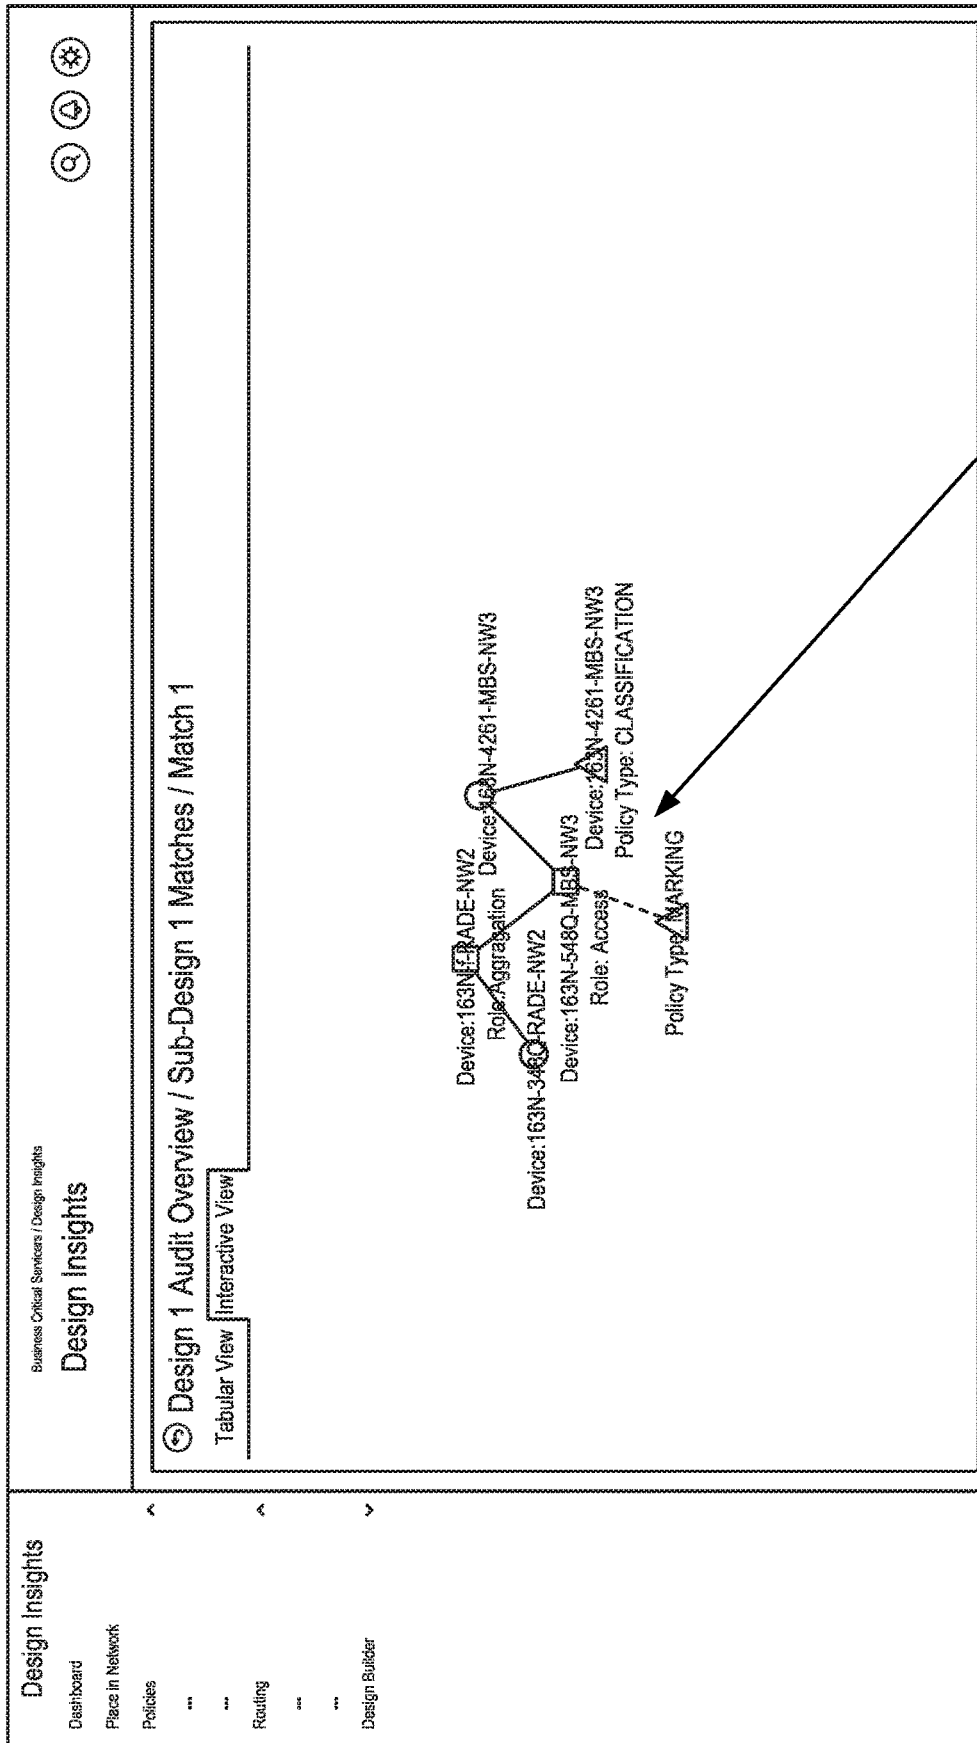 Design Insights
Dashboard
Place in Network
Policies
...
...
Routing
...
...
Design Builder
Business Critical Servicers / Design Insights
Design Insights
Design 1 Audit Overview / Sub-Design 1 Matches / Match 1
Tabular View
Interactive View
Role:Aggragation
Device:163N-348Q-RADE-NW2
Device:163N-548Q-MBS-NW3
Role: Access
Device:163N-4261-MBS-NW3
Device:163N-4261-MBS-NW3
Policy Type: CLASSIFICATION
Policy Type: MARKING